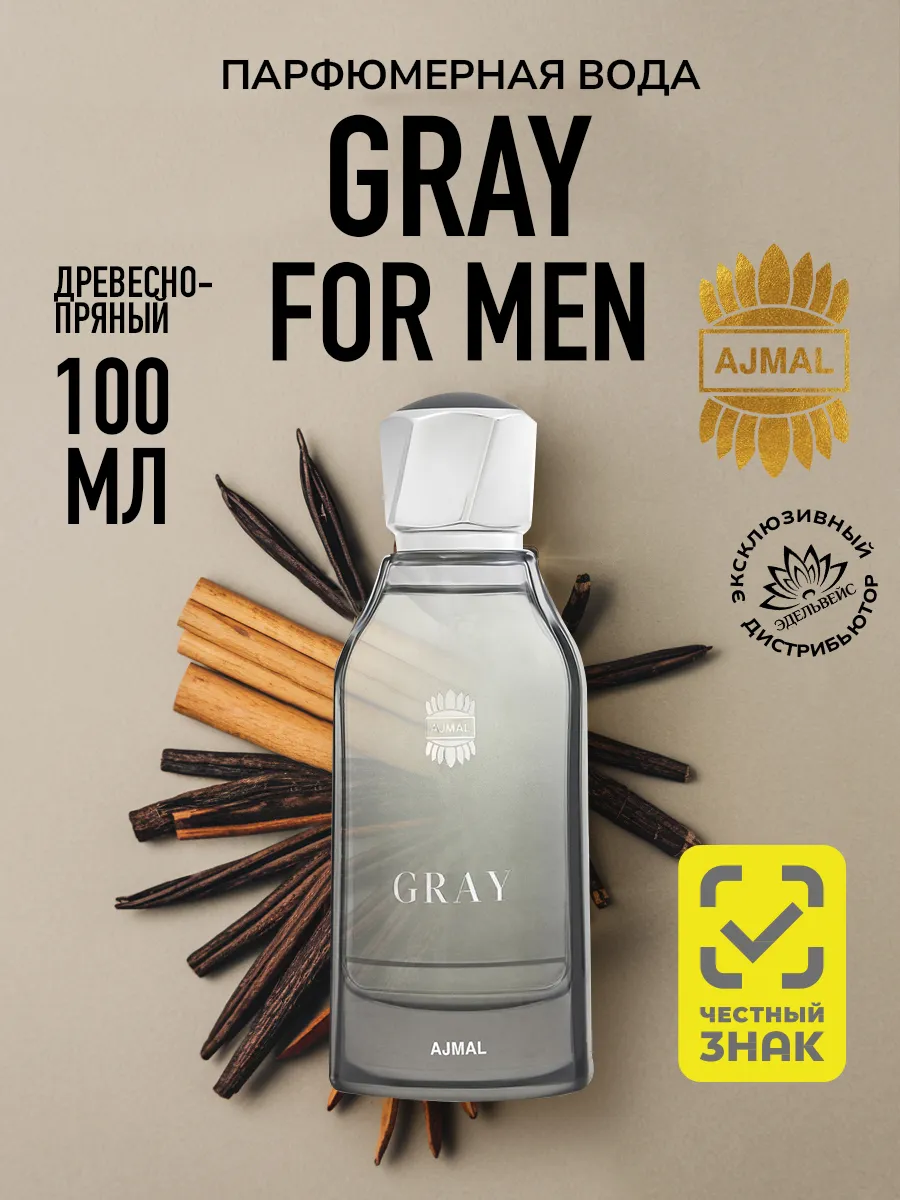 ПАРФЮМЕРНАЯ ВОДА
GRAY
FOR MEN
ДРЕВЕСНО-
ПРЯНЫЙ
100
МЛ
AJMAL
ЭКСКЛЮЗИВНЫЙ
ЭДЕЛЬВЕЙС
ДИСТРИБЬЮТОР
AJMAL
GRAY
AJMAL
ЧЕСТНЫЙ
ЗНАК